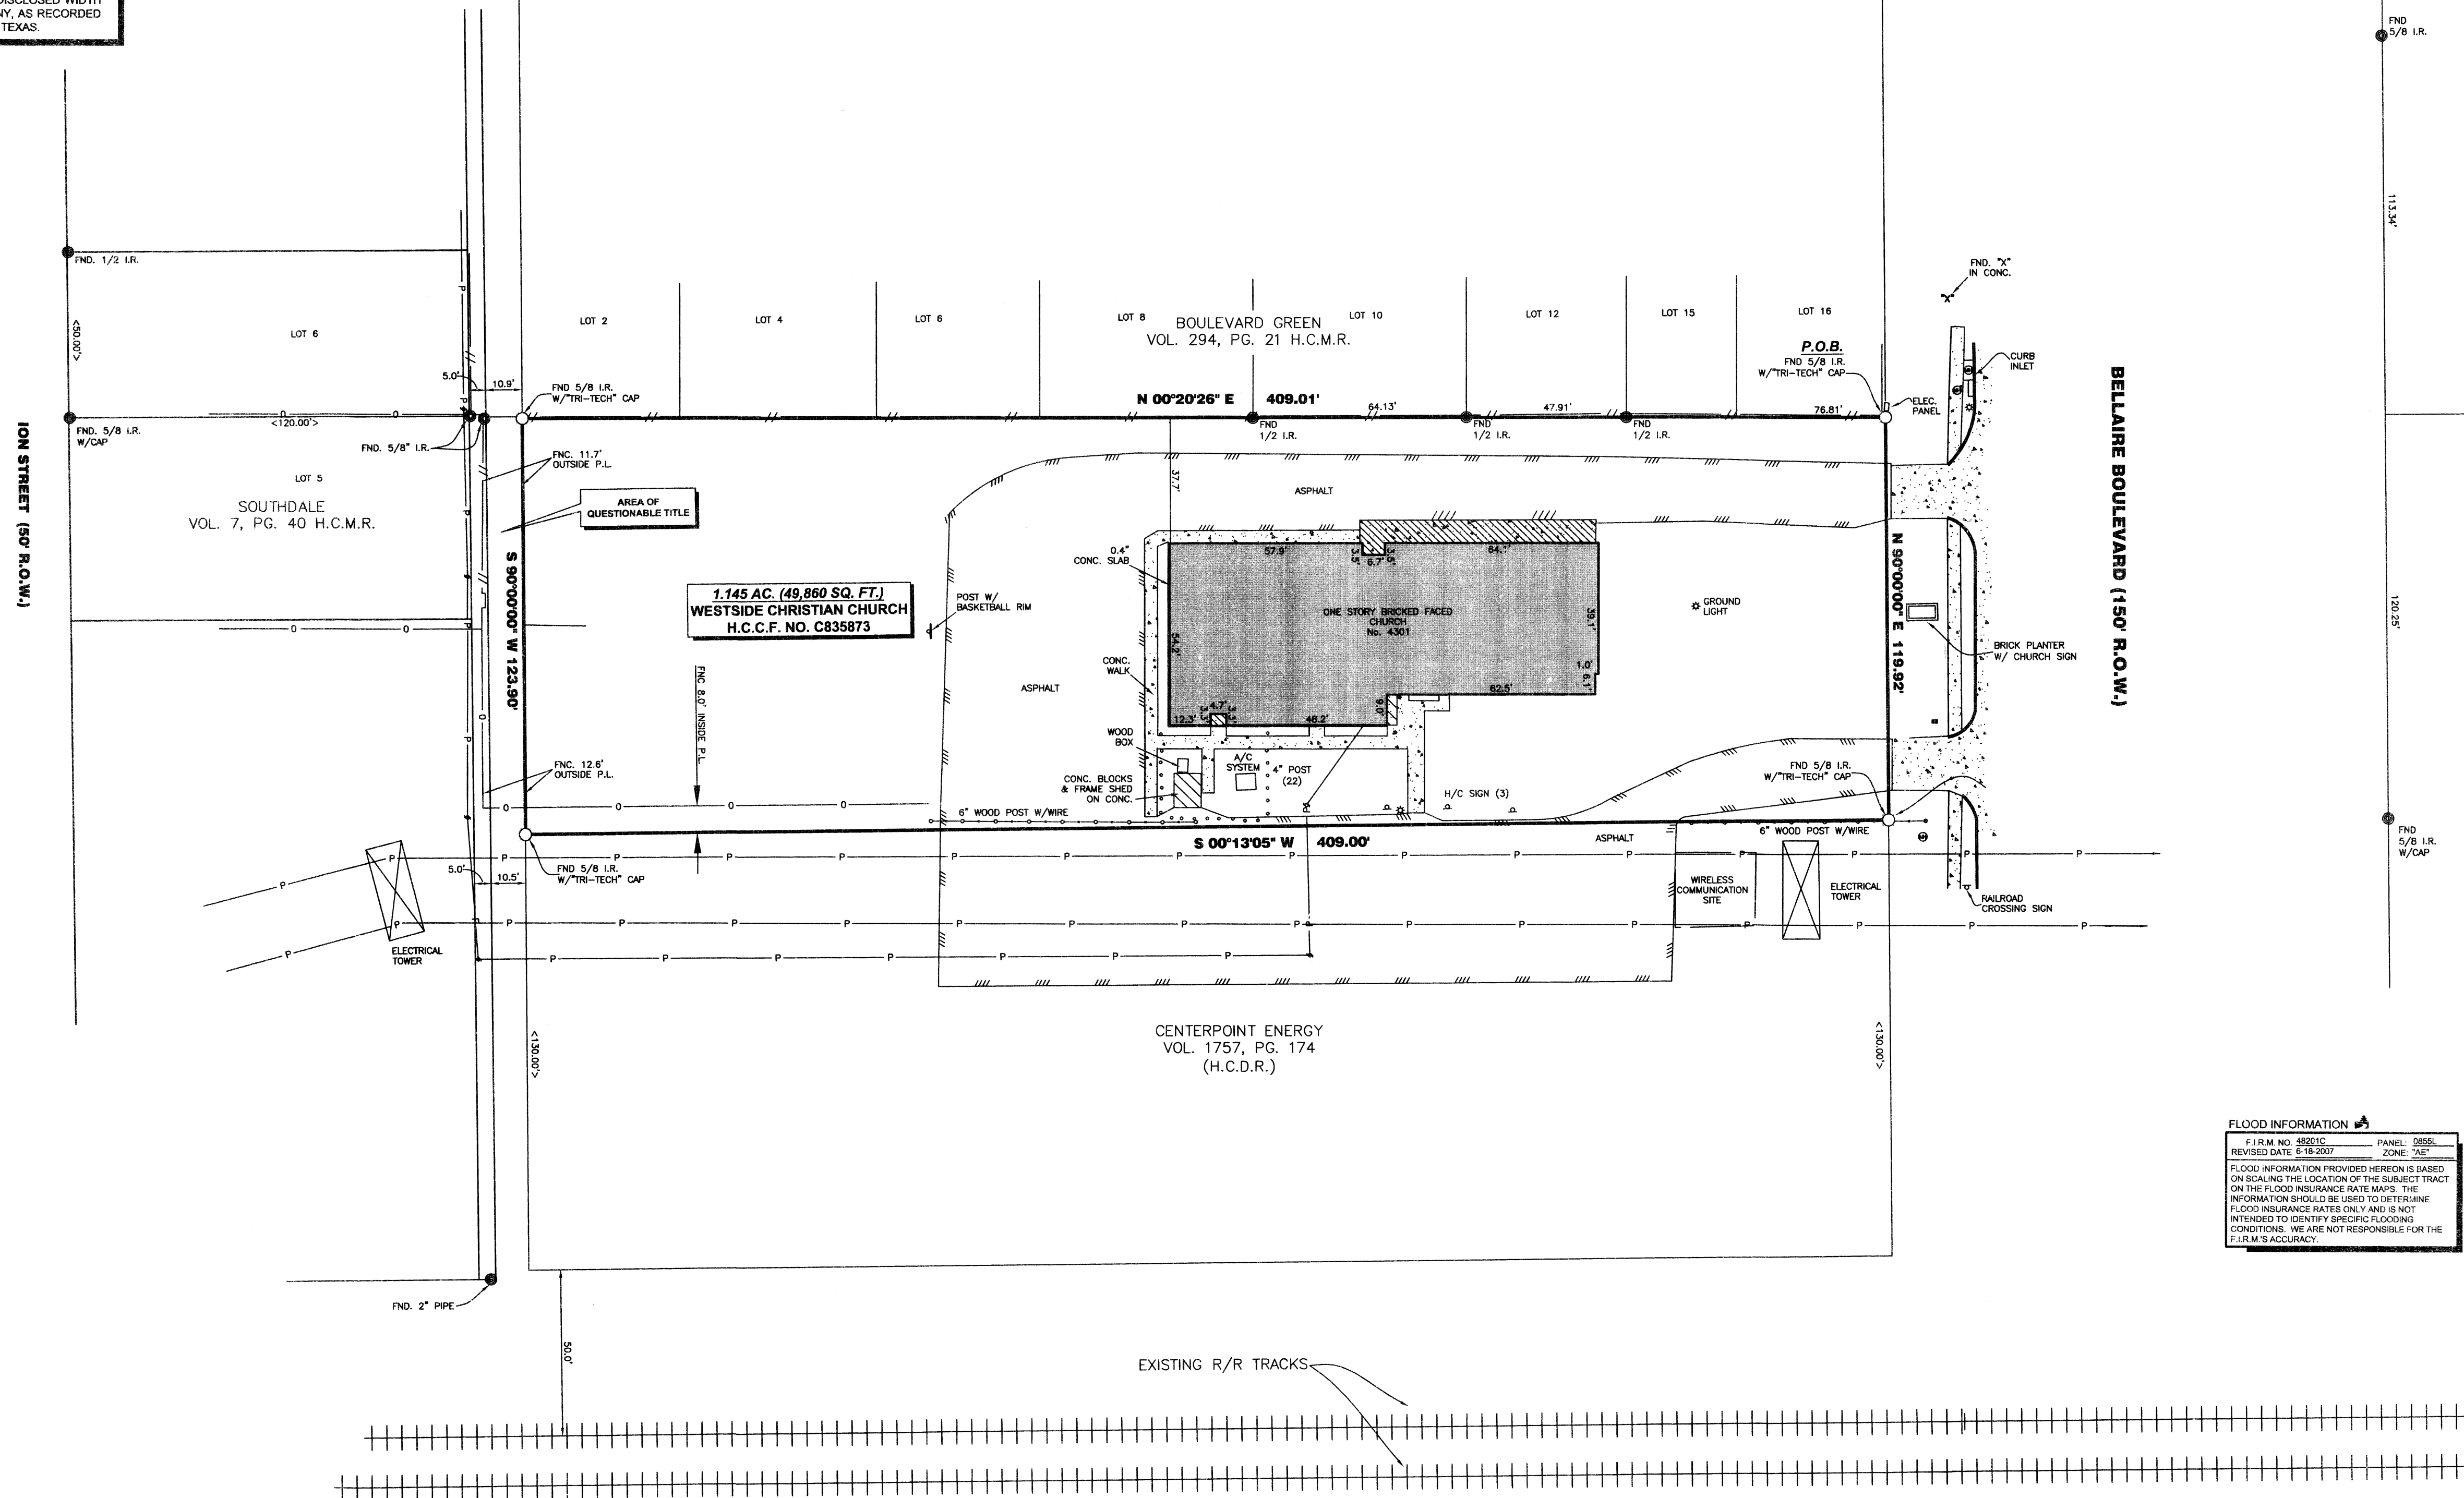 DISCLOSED WIDTH
NY, AS RECORDED
TEXAS.
FND
5/8 I.R.
113.34'
FND. 1/2 I.R.
<50.00'>
LOT 6
5.0'
10.9'
FND 5/8 I.R.
W/"TRI-TECH" CAP
FND. 5/8 I.R.
W/CAP
<120.00'>
FND. 5/8" I.R.
ION STREET (50' R.O.W.)
LOT 5
SOUTHDALE
VOL. 7, PG. 40 H.C.M.R.
LOT 2
LOT 4
LOT 6
LOT 8
LOT 10
LOT 12
LOT 15
LOT 16
BOULEVARD GREEN
VOL. 294, PG. 21 H.C.M.R.
P.O.B.
FND 5/8 I.R.
W/"TRI-TECH" CAP
FND. "X"
IN CONC.
"X"
CURB
INLET
ELEC.
PANEL
BELLAIRE BOULEVARD (150' R.O.W.)
N 00°20'26" E 409.01'
64.13'
47.91'
76.81'
FND
1/2 I.R.
FND
1/2 I.R.
FND
1/2 I.R.
FNC. 11.7'
OUTSIDE P.L.
AREA OF
QUESTIONABLE TITLE
S 90°00'00" W 123.90'
1.145 AC. (49,860 SQ. FT.)
WESTSIDE CHRISTIAN CHURCH
H.C.C.F. NO. C835873
FNC 8.0' INSIDE P.L.
FNC. 12.6'
OUTSIDE P.L.
POST W/
BASKETBALL RIM
ASPHALT
37.7'
ASPHALT
0.4"
CONC. SLAB
57.9'
3.5'
6.7'
3.5'
64.1'
ONE STORY BRICKED FACED
CHURCH
No. 4301
54.2'
39.1'
1.0'
6.1'
62.5'
9.0'
12.3'
3.3'
4.7'
3.3'
48.2'
CONC.
WALK
WOOD
BOX
CONC. BLOCKS
& FRAME SHED
ON CONC.
A/C
SYSTEM
4" POST
(22)
H/C SIGN (3)
GROUND
LIGHT
N 90°00'00" E 119.92'
BRICK PLANTER
W/ CHURCH SIGN
120.25'
FND 5/8 I.R.
W/"TRI-TECH" CAP
6" WOOD POST W/WIRE
6" WOOD POST W/WIRE
S 00°13'05" W 409.00'
ASPHALT
FND
5/8 I.R.
W/CAP
5.0'
10.5'
FND 5/8 I.R.
W/"TRI-TECH" CAP
ELECTRICAL
TOWER
WIRELESS
COMMUNICATION
SITE
ELECTRICAL
TOWER
RAILROAD
CROSSING SIGN
<130.00'>
CENTERPOINT ENERGY
VOL. 1757, PG. 174
(H.C.D.R.)
<130.00'>
FLOOD INFORMATION
F.I.R.M. NO. 48201C PANEL: 0855L
REVISED DATE 6-18-2007 ZONE: "AE"
FLOOD INFORMATION PROVIDED HEREON IS BASED
ON SCALING THE LOCATION OF THE SUBJECT TRACT
ON THE FLOOD INSURANCE RATE MAPS. THE
INFORMATION SHOULD BE USED TO DETERMINE
FLOOD INSURANCE RATES ONLY AND IS NOT
INTENDED TO IDENTIFY SPECIFIC FLOODING
CONDITIONS. WE ARE NOT RESPONSIBLE FOR THE
F.I.R.M.'S ACCURACY.
FND. 2" PIPE
50.0'
EXISTING R/R TRACKS